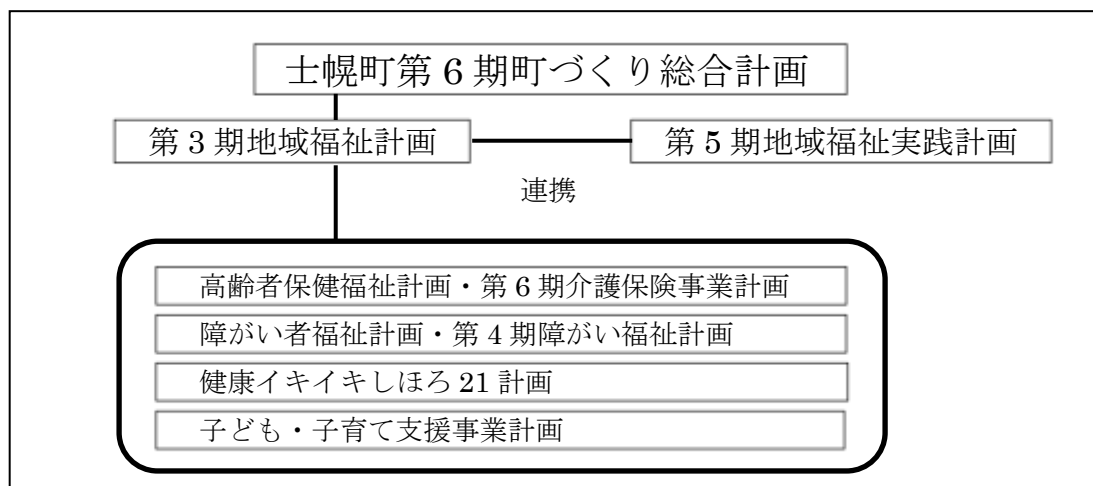 士幌町第 6 期町づくり総合計画
第 3 期地域福祉計画
第 5 期地域福祉実践計画
連携
高齢者保健福祉計画・第 6 期介護保険事業計画
障がい者福祉計画・第 4 期障がい福祉計画
健康イキイキしほろ 21 計画
子ども・子育て支援事業計画